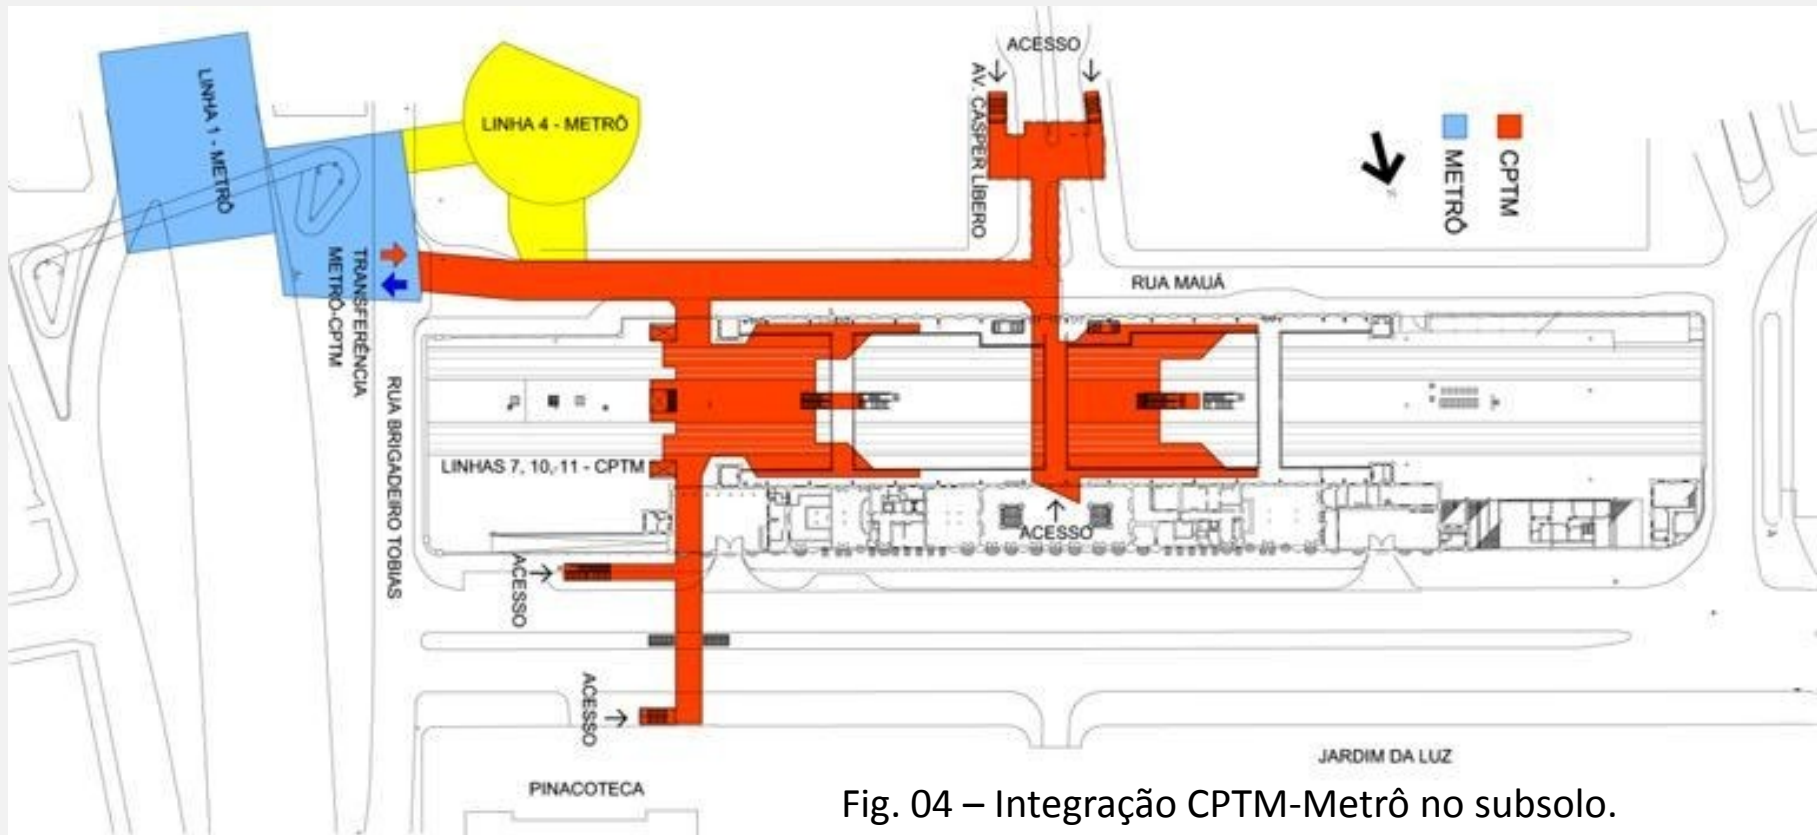 ACESSO
AV. CASPER LÍBERO
LINHA 1 - METRÔ
LINHA 4 - METRÔ
CPTM
METRÔ
TRANSFERÊNCIA
METRÔ-CPTM
RUA MAUÁ
RUA BRIGADEIRO TOBIAS
LINHAS 7, 10, 11 - CPTM
ACESSO
ACESSO
ACESSO
JARDIM DA LUZ
PINACOTECA
Fig. 04 – Integração CPTM-Metrô no subsolo.